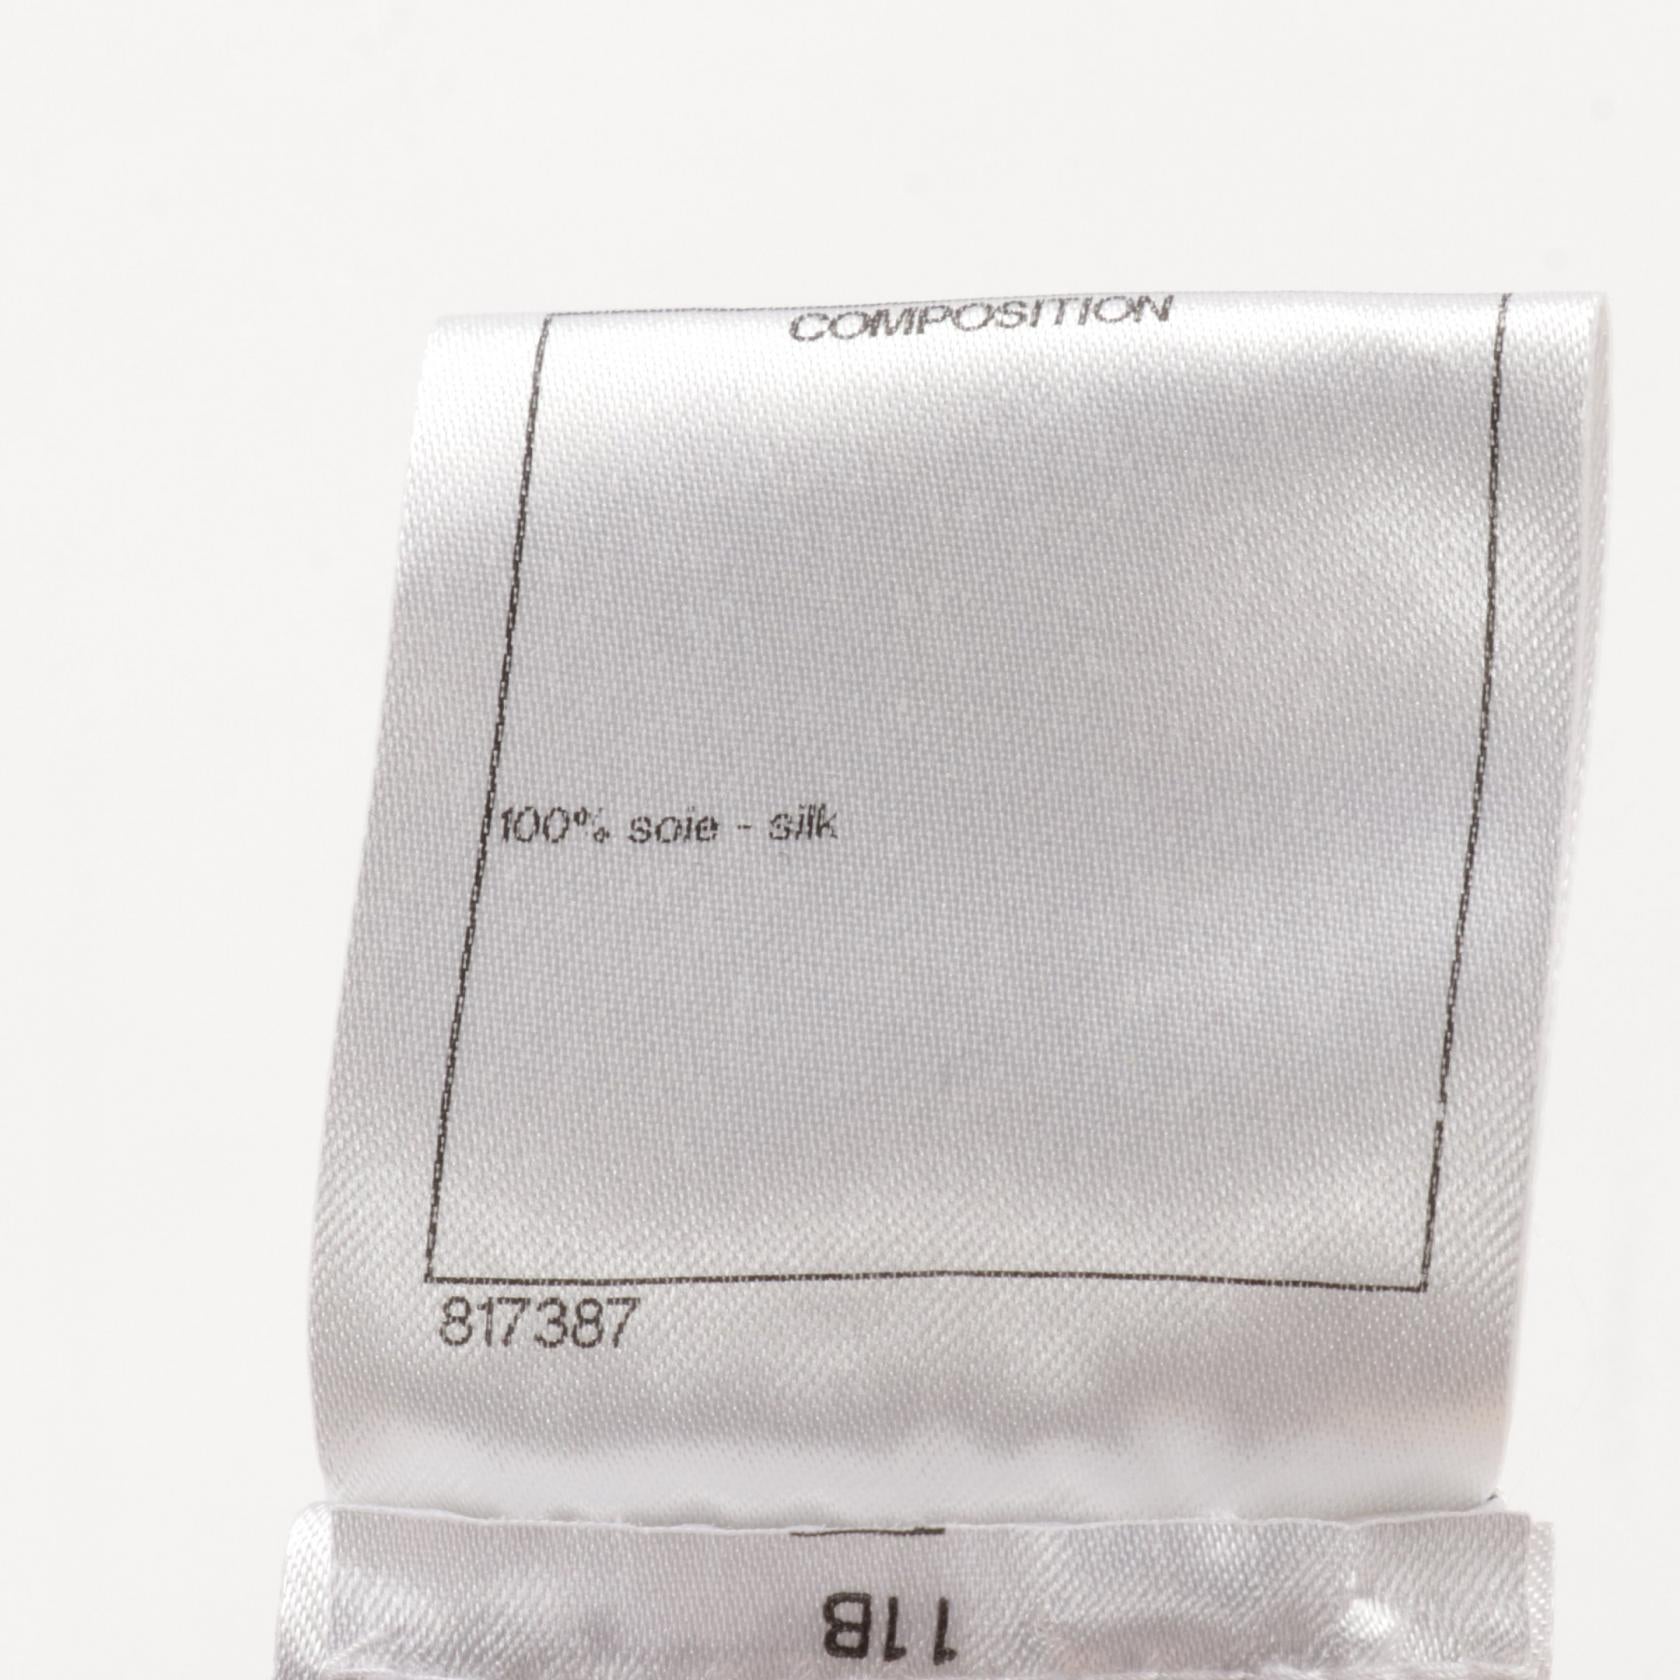 COMPOSITION
100% soie - silk
817387
11B